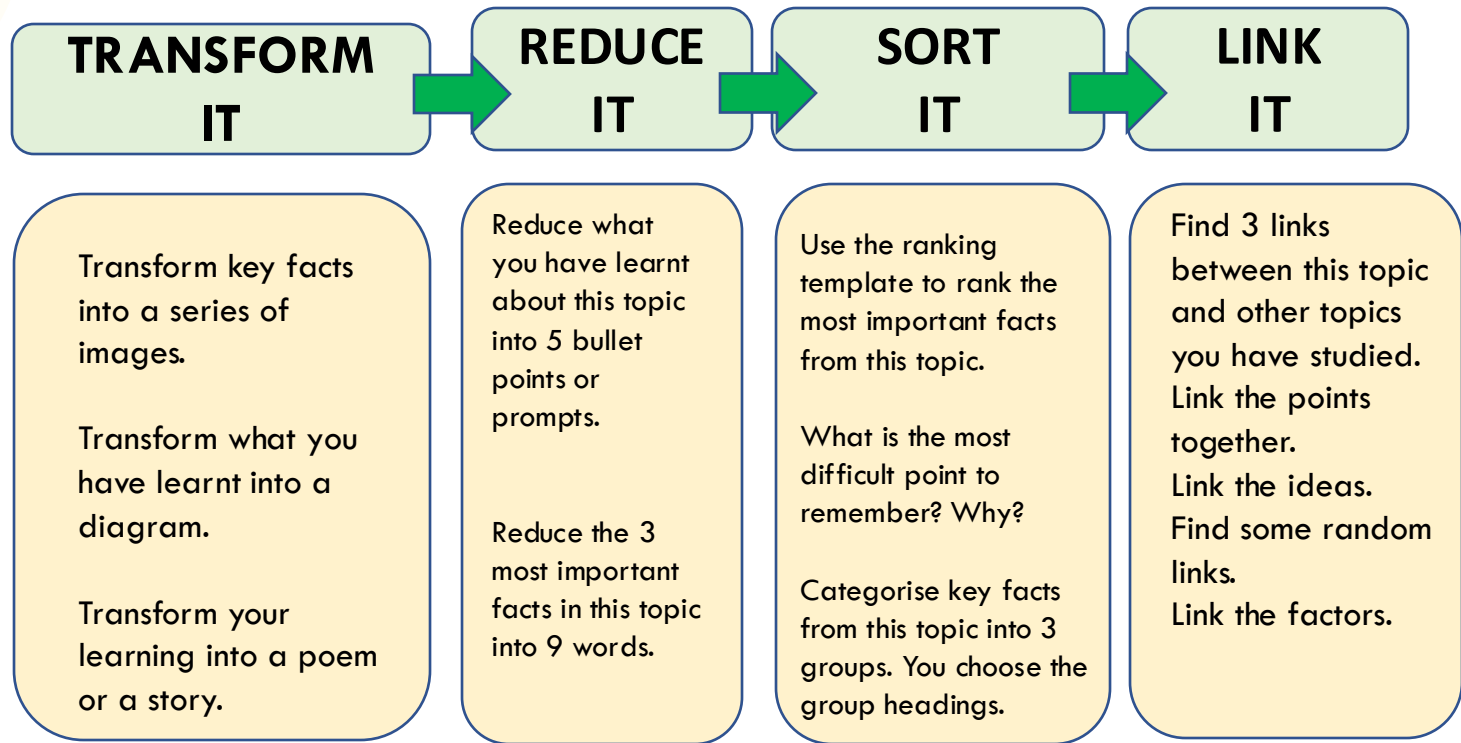 TRANSFORM
IT
REDUCE
IT
SORT
IT
LINK
IT
Transform key facts
into a series of
images.
Transform what you
have learnt into a
diagram.
Transform your
learning into a poem
or a story.
Reduce what
you have learnt
about this topic
into 5 bullet
points or
prompts.
Reduce the 3
most important
facts in this topic
into 9 words.
Use the ranking
template to rank the
most important facts
from this topic.
What is the most
difficult point to
remember? Why?
Categorise key facts
from this topic into 3
groups. You choose the
group headings.
Find 3 links
between this topic
and other topics
you have studied.
Link the points
together.
Link the ideas.
Find some random
links.
Link the factors.